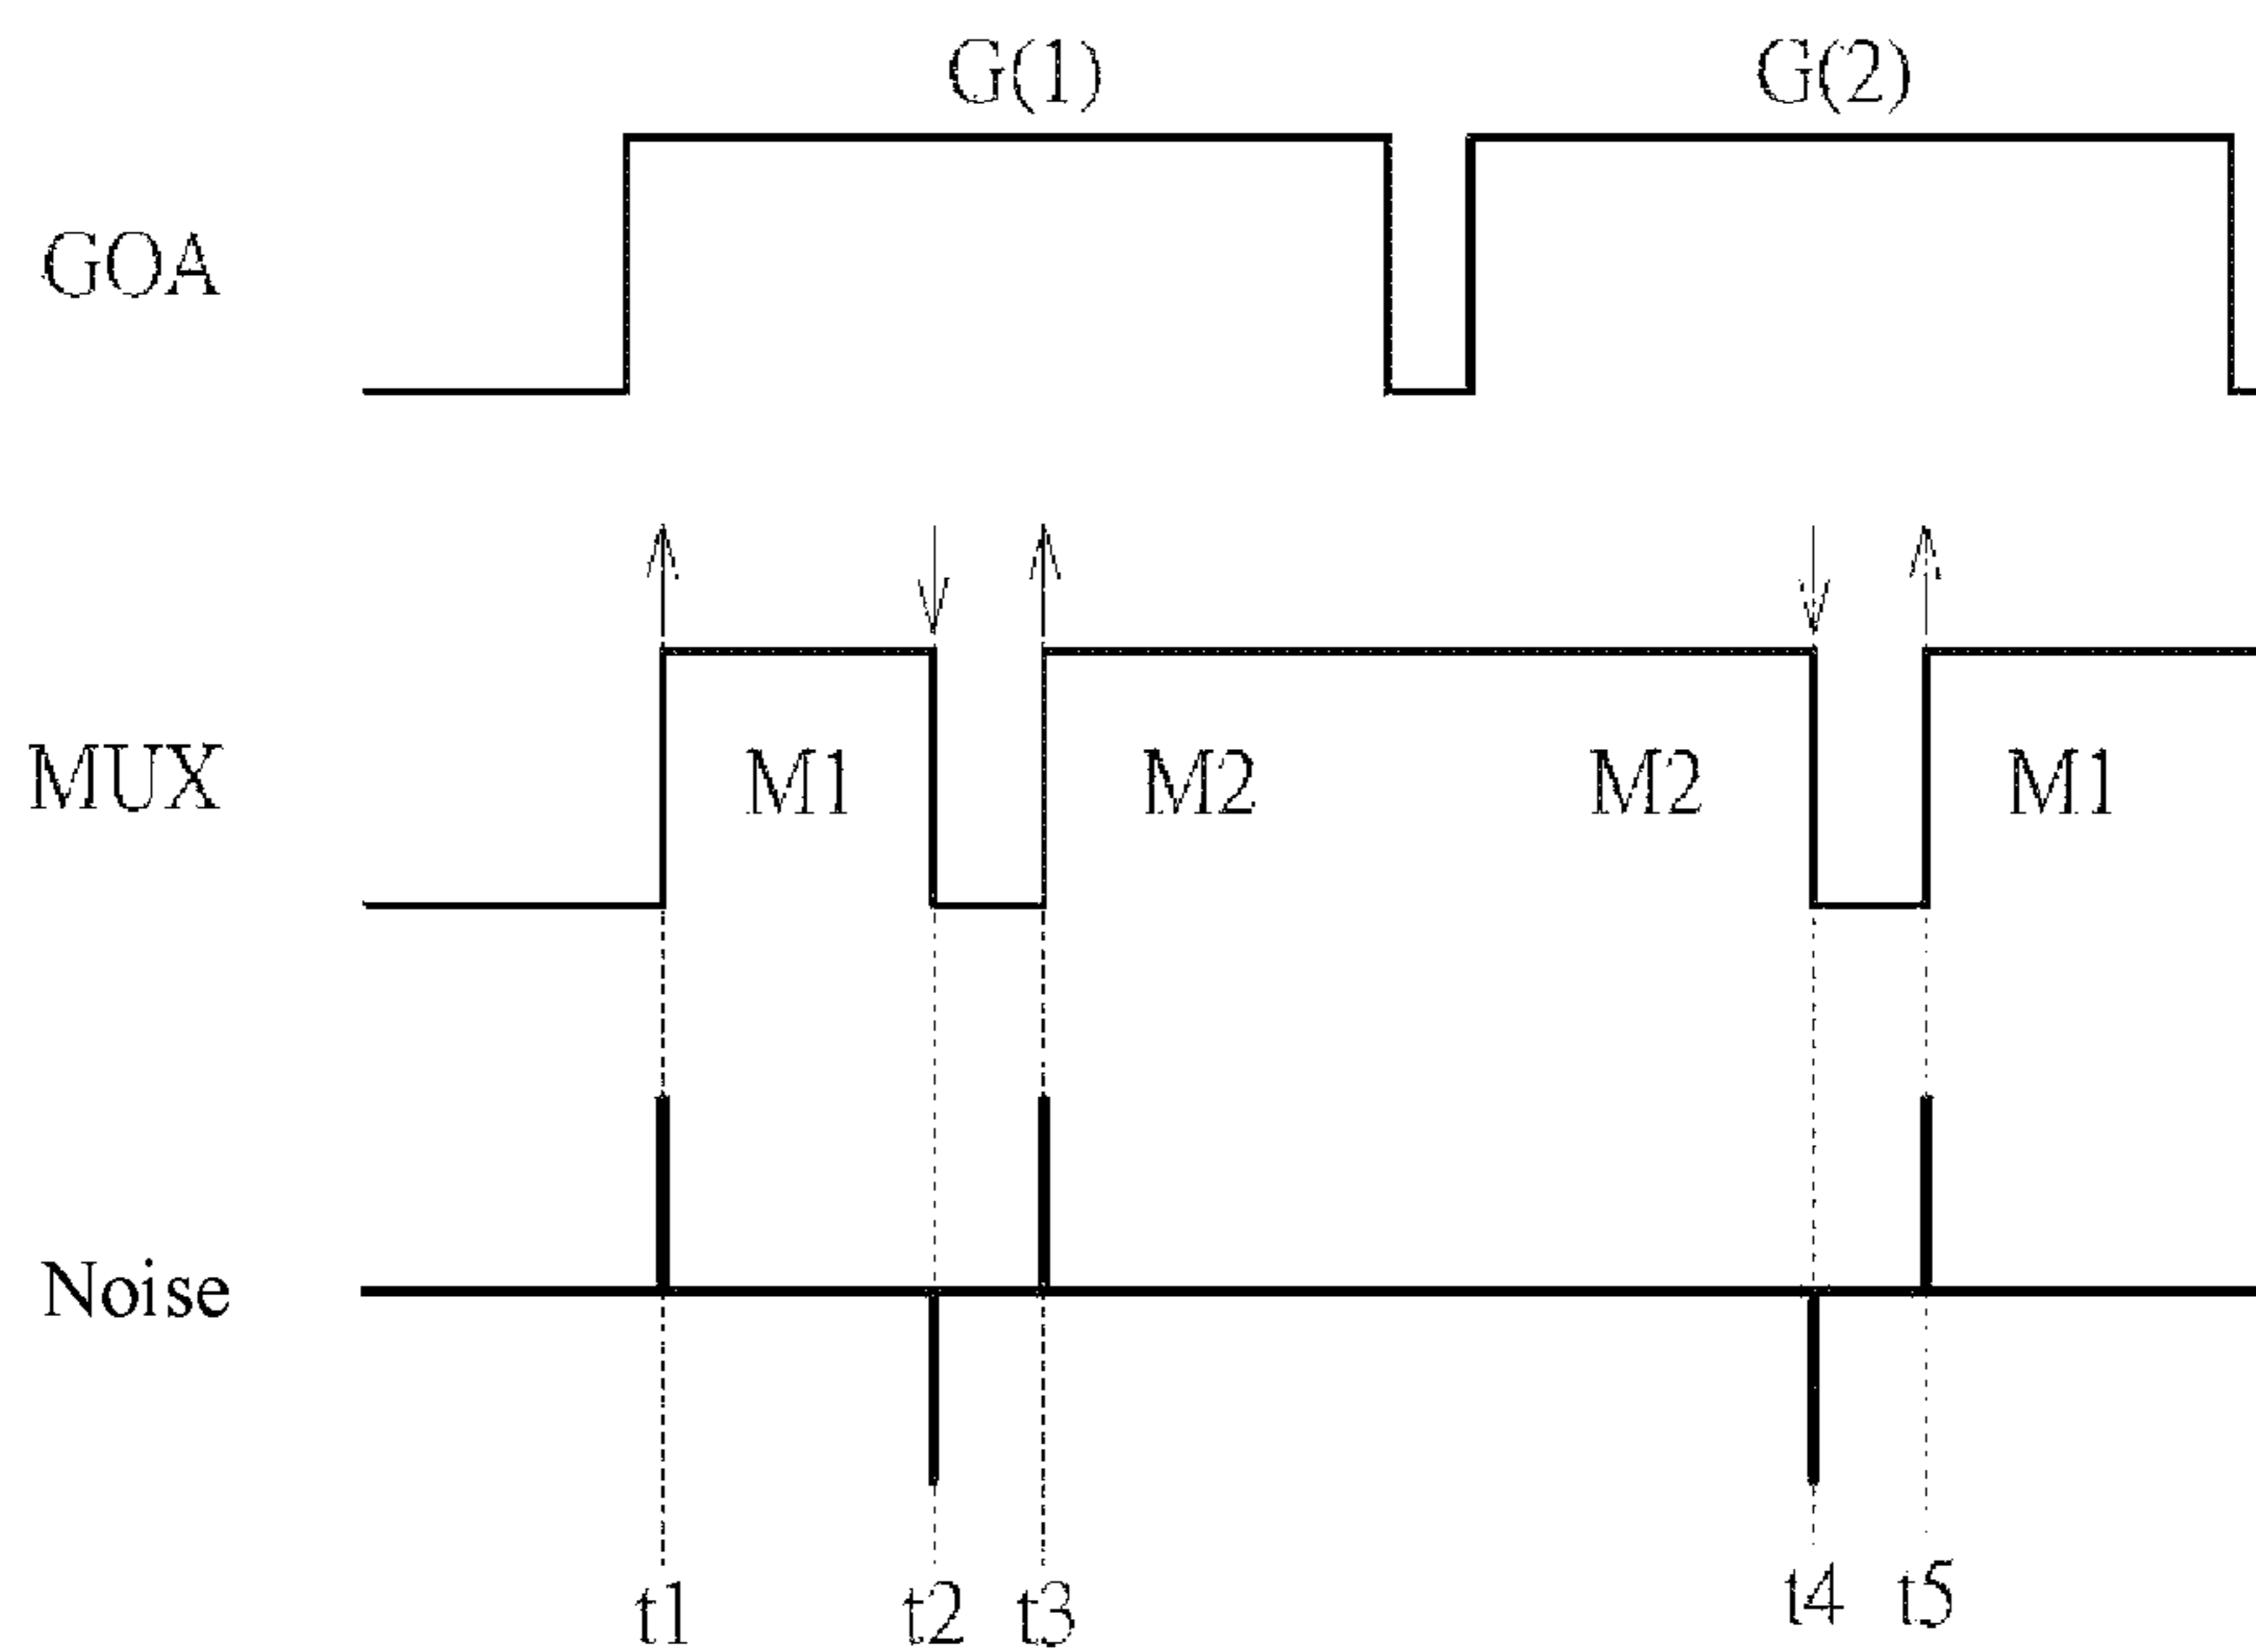 G(1) G(2)
GOA
MUX M1 M2 M2 M1
Noise
t1 t2 t3 t4 t5